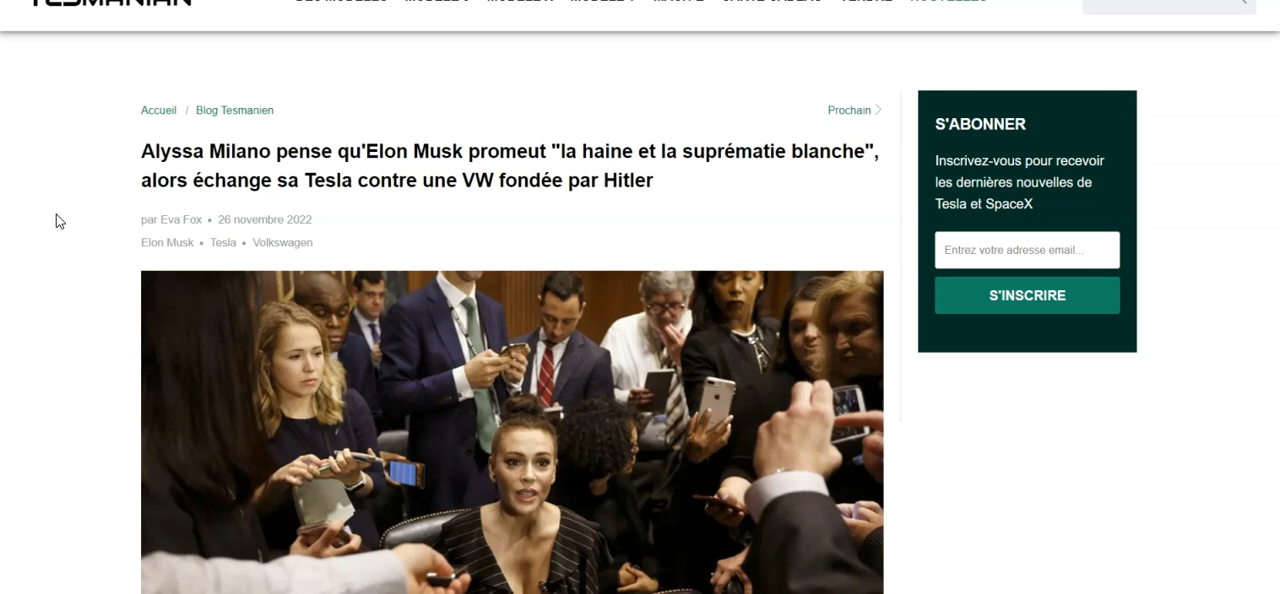 TESMANIAN
Accueil / Blog Tesmanien
Prochain
Alyssa Milano pense qu'Elon Musk promeut "la haine et la suprématie blanche",
alors échange sa Tesla contre une VW fondée par Hitler
par Eva Fox • 26 novembre 2022
Elon Musk • Tesla • Volkswagen
S'ABONNER
Inscrivez-vous pour recevoir
les dernières nouvelles de
Tesla et SpaceX
Entrez votre adresse email...
S'INSCRIRE